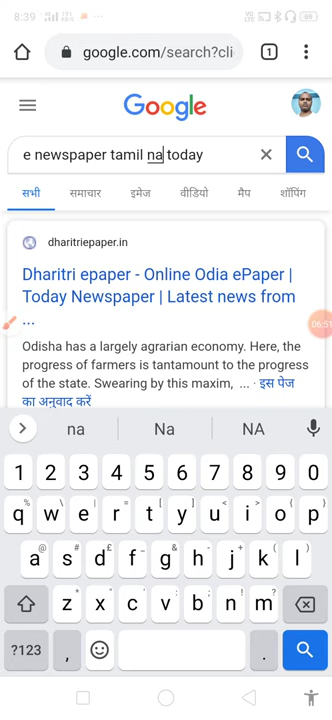 8:39
google.com/search?cli
1
Google
e newspaper tamil na today
सभी समाचार इमेज वीडियो मैप शॉपिंग
dharitriepaper.in
Dharitri epaper - Online Odia ePaper |
Today Newspaper | Latest news from
...
06:51
Odisha has a largely agrarian economy. Here, the
progress of farmers is tantamount to the progress
of the state. Swearing by this maxim, ... · इस पेज
का अनुवाद करें
na Na NA
1 2 3 4 5 6 7 8 9 0
q w e r t y u i o p
a s d f g h j k l
z x c v b n m
?123 , .